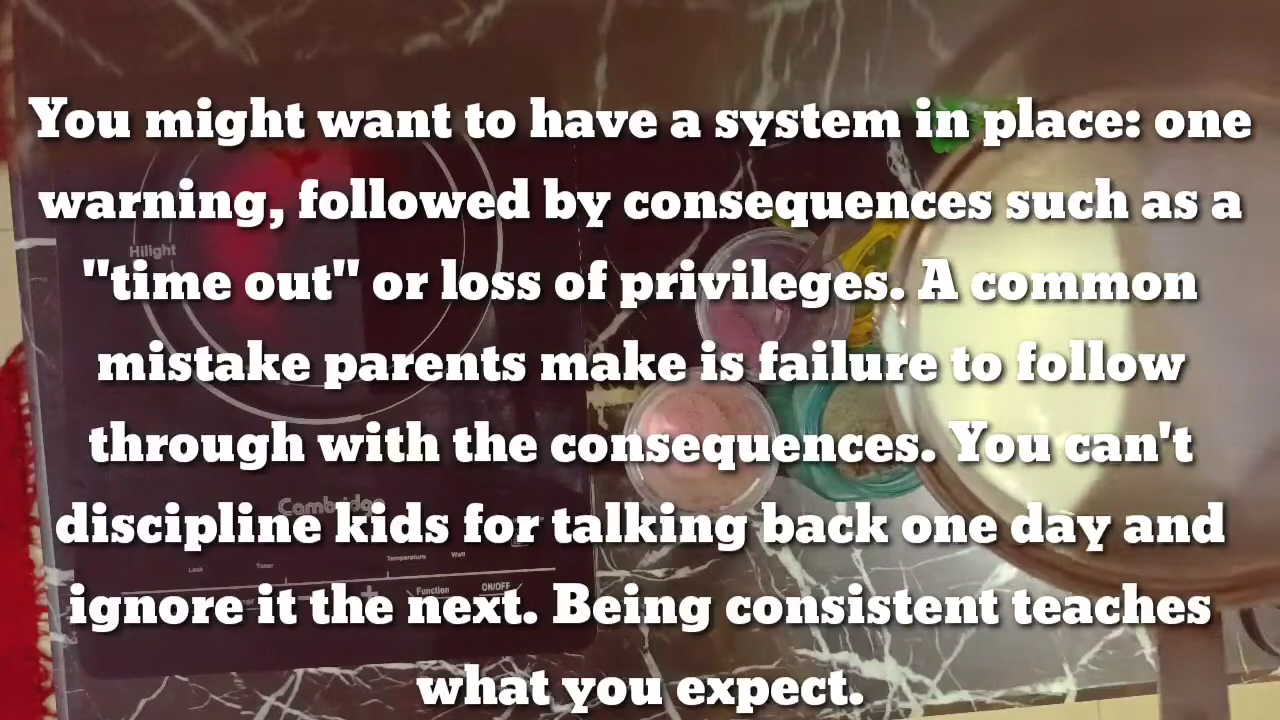 You might want to have a system in place: one
warning, followed by consequences such as a
"time out" or loss of privileges. A common
mistake parents make is failure to follow
through with the consequences. You can't
discipline kids for talking back one day and
ignore it the next. Being consistent teaches
what you expect.
Hilight
Cambridge
Lock Timer Temperature Watt
Function ON/OFF